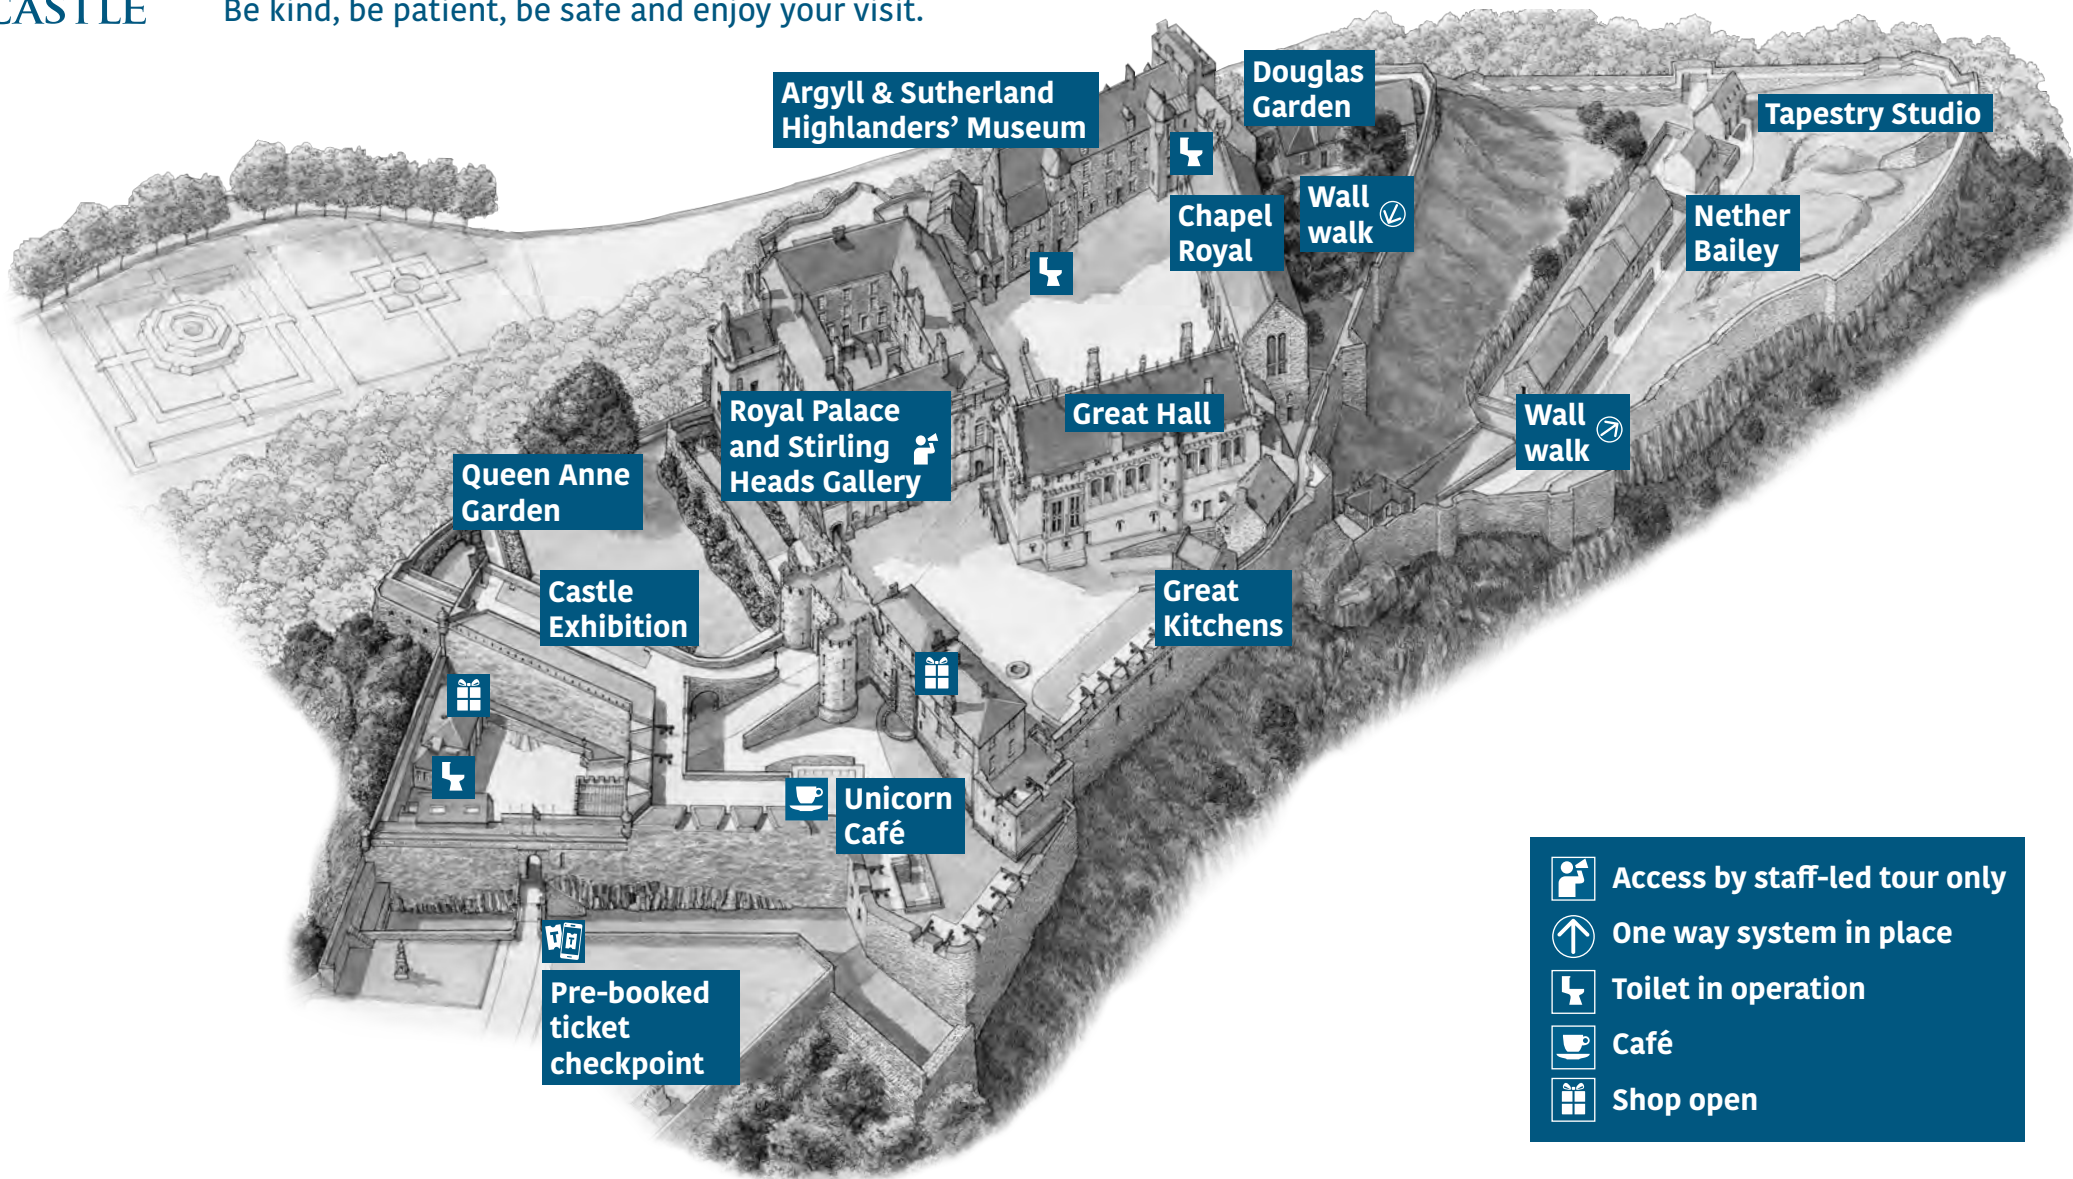 CASTLE
Be kind, be patient, be safe and enjoy your visit.
Argyll & Sutherland
Highlanders’ Museum
Douglas
Garden
Tapestry Studio
Chapel
Royal
Wall
walk
Nether
Bailey
Royal Palace
and Stirling
Heads Gallery
Great Hall
Wall
walk
Queen Anne
Garden
Castle
Exhibition
Great
Kitchens
Unicorn
Café
Pre-booked
ticket
checkpoint
Access by staff-led tour only
One way system in place
Toilet in operation
Café
Shop open